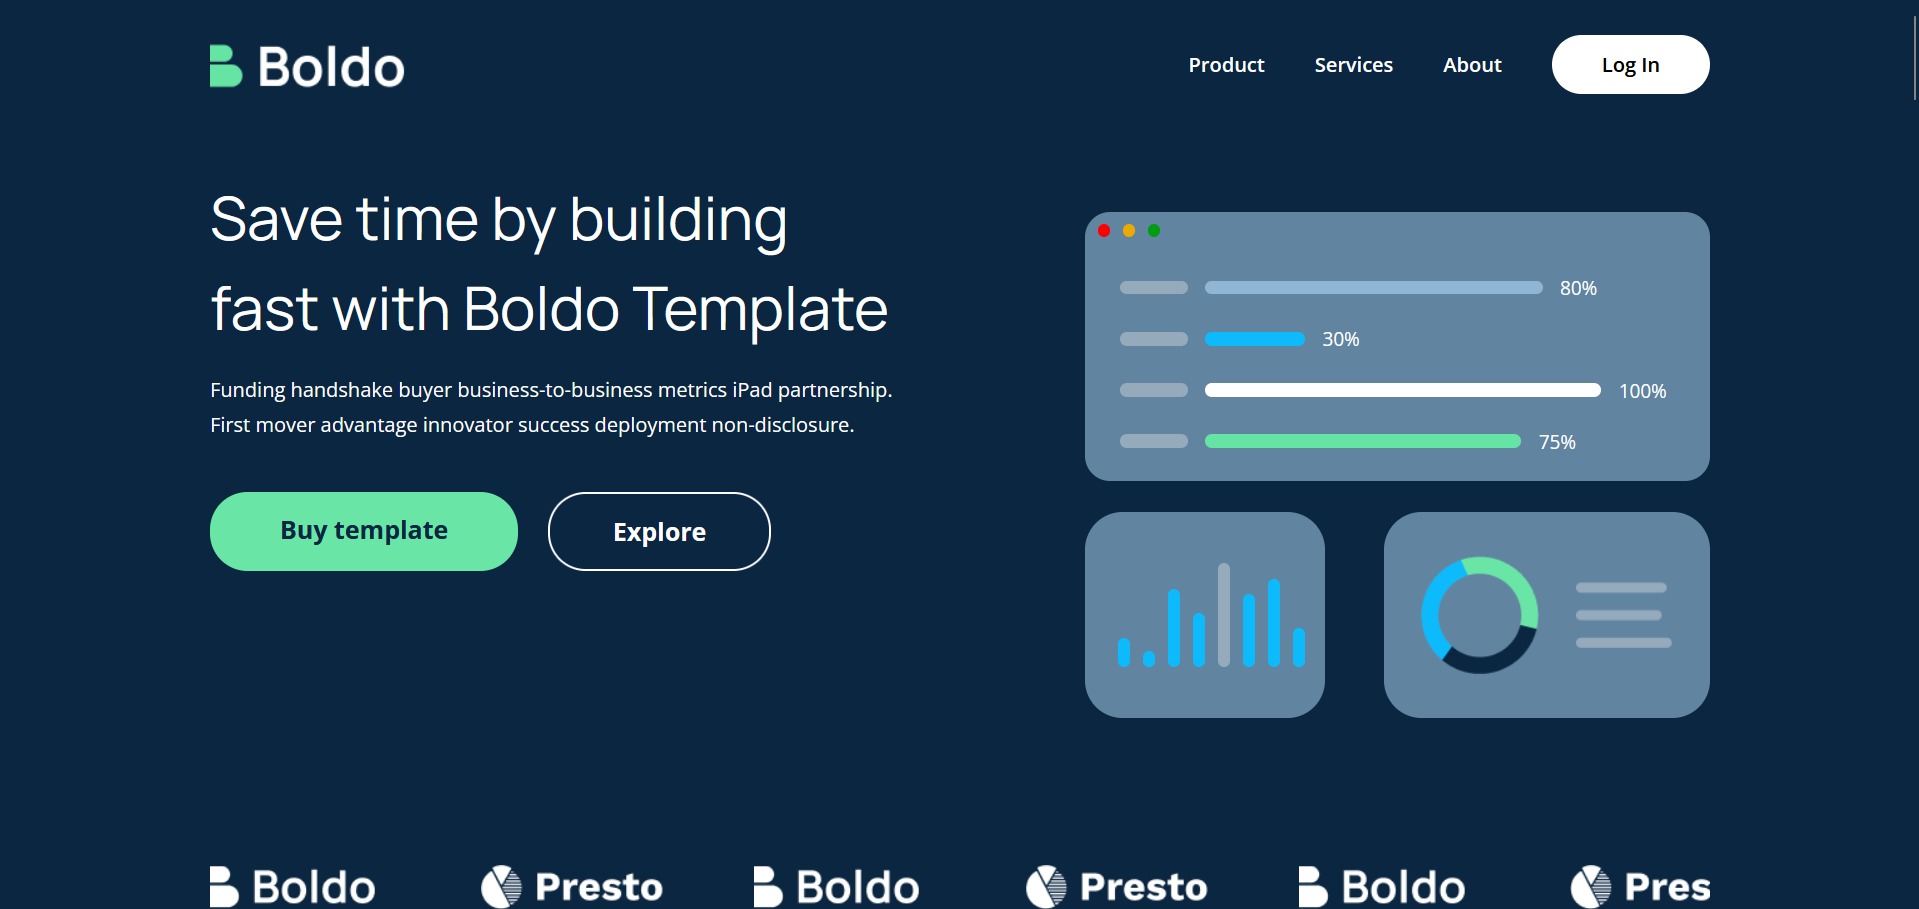 Boldo
Product Services About Log In
Save time by building
fast with Boldo Template
Funding handshake buyer business-to-business metrics iPad partnership.
First mover advantage innovator success deployment non-disclosure.
Buy template Explore
80%
30%
100%
75%
Boldo Presto Boldo Presto Boldo Pres